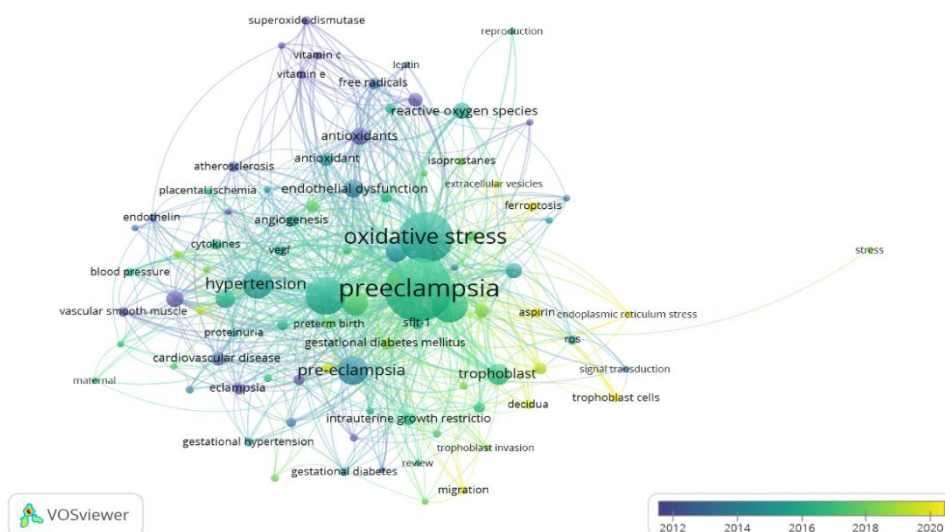 superoxide dismutase
reproduction
vitamin c
leptin
vitamin e
free radicals
reactive oxygen species
antioxidants
antioxidant
isoprostanes
atherosclerosis
placental ischemia
endothelial dysfunction
extracellular vesicles
ferroptosis
endothelin
angiogenesis
oxidative stress
cytokines
vegf
stress
blood pressure
hypertension
preeclampsia
vascular smooth muscle
aspirin
endoplasmic reticulum stress
proteinuria
preterm birth
sflt-1
gestational diabetes mellitus
ros
cardiovascular disease
pre-eclampsia
trophoblast
signal transduction
maternal
eclampsia
trophoblast cells
decidua
intrauterine growth restrictio
gestational hypertension
trophoblast invasion
gestational diabetes
review
migration
VOSviewer
2012 2014 2016 2018 2020